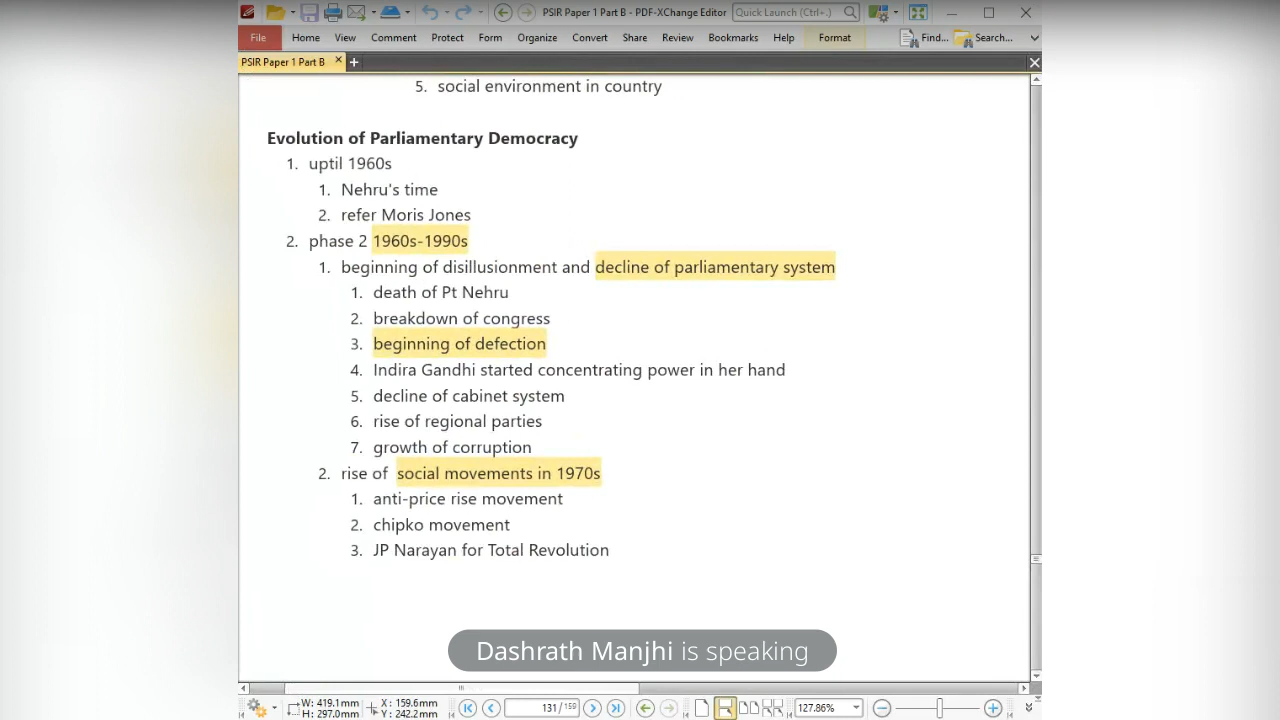 PSIR Paper 1 Part B - PDF-XChange Editor
Quick Launch (Ctrl+.)
File Home View Comment Protect Form Organize Convert Share Review Bookmarks Help Format Find... Search...
PSIR Paper 1 Part B
5. social environment in country
Evolution of Parliamentary Democracy
1. uptil 1960s
1. Nehru's time
2. refer Moris Jones
2. phase 2 1960s-1990s
1. beginning of disillusionment and decline of parliamentary system
1. death of Pt Nehru
2. breakdown of congress
3. beginning of defection
4. Indira Gandhi started concentrating power in her hand
5. decline of cabinet system
6. rise of regional parties
7. growth of corruption
2. rise of social movements in 1970s
1. anti-price rise movement
2. chipko movement
3. JP Narayan for Total Revolution
Dashrath Manjhi is speaking
W: 419.1mm X : 159.6mm
H: 297.0mm Y : 242.2mm
131 / 159
127.86%